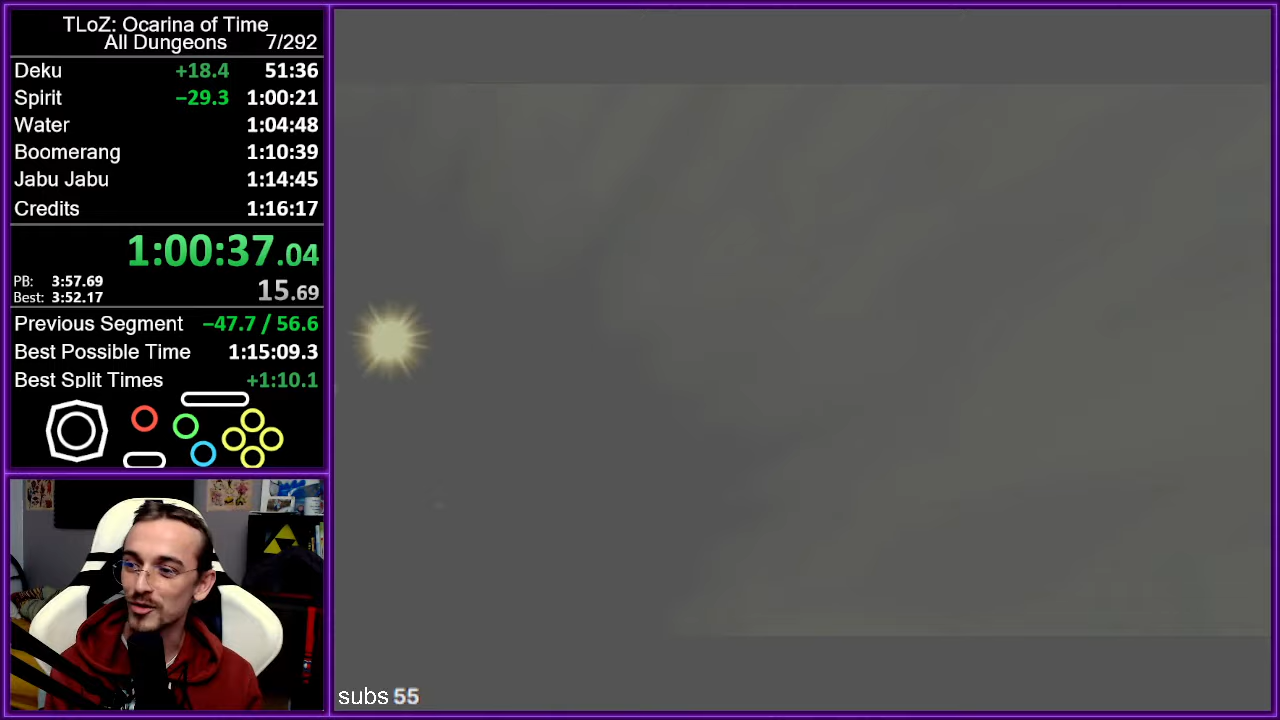 TLoZ: Ocarina of Time
All Dungeons 7/292
Deku +18.4 51:36
Spirit −29.3 1:00:21
Water 1:04:48
Boomerang 1:10:39
Jabu Jabu 1:14:45
Credits 1:16:17
1:00:37.04
PB: 3:57.69
Best: 3:52.17
15.69
Previous Segment −47.7 / 56.6
Best Possible Time 1:15:09.3
Best Split Times +1:10.1
subs 55